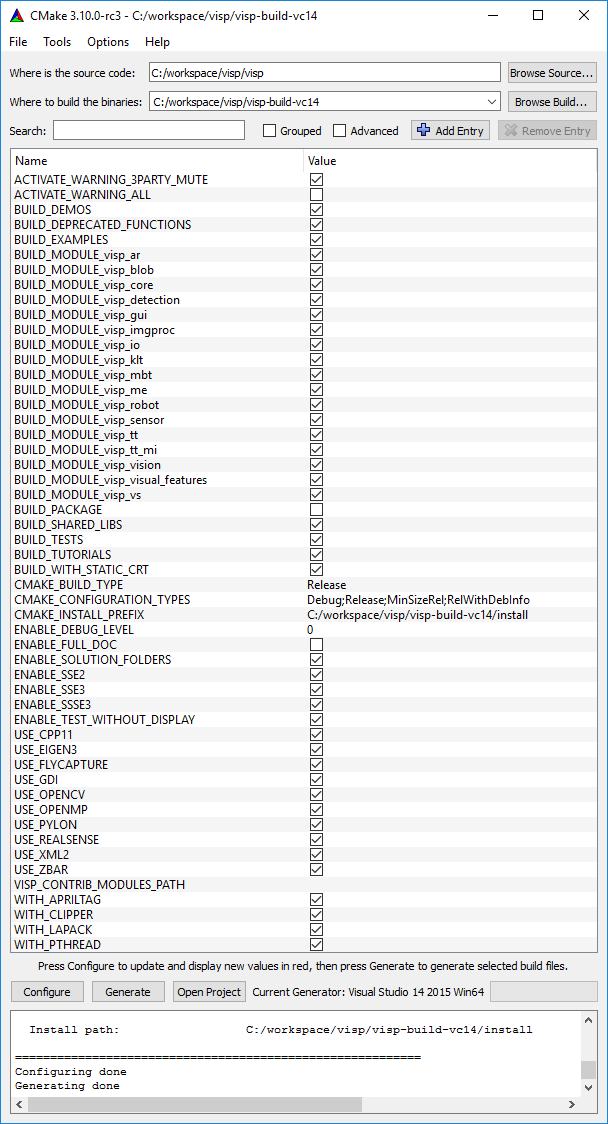 CMake 3.10.0-rc3 - C:/workspace/visp/visp-build-vc14
File Tools Options Help
Where is the source code: C:/workspace/visp/visp Browse Source...
Where to build the binaries: C:/workspace/visp/visp-build-vc14 Browse Build...
Search: Grouped Advanced Add Entry Remove Entry
Name Value
ACTIVATE_WARNING_3PARTY_MUTE
ACTIVATE_WARNING_ALL
BUILD_DEMOS
BUILD_DEPRECATED_FUNCTIONS
BUILD_EXAMPLES
BUILD_MODULE_visp_ar
BUILD_MODULE_visp_blob
BUILD_MODULE_visp_core
BUILD_MODULE_visp_detection
BUILD_MODULE_visp_gui
BUILD_MODULE_visp_imgproc
BUILD_MODULE_visp_io
BUILD_MODULE_visp_klt
BUILD_MODULE_visp_mbt
BUILD_MODULE_visp_me
BUILD_MODULE_visp_robot
BUILD_MODULE_visp_sensor
BUILD_MODULE_visp_tt
BUILD_MODULE_visp_tt_mi
BUILD_MODULE_visp_vision
BUILD_MODULE_visp_visual_features
BUILD_MODULE_visp_vs
BUILD_PACKAGE
BUILD_SHARED_LIBS
BUILD_TESTS
BUILD_TUTORIALS
BUILD_WITH_STATIC_CRT
CMAKE_BUILD_TYPE Release
CMAKE_CONFIGURATION_TYPES Debug;Release;MinSizeRel;RelWithDebInfo
CMAKE_INSTALL_PREFIX C:/workspace/visp/visp-build-vc14/install
ENABLE_DEBUG_LEVEL 0
ENABLE_FULL_DOC
ENABLE_SOLUTION_FOLDERS
ENABLE_SSE2
ENABLE_SSE3
ENABLE_SSSE3
ENABLE_TEST_WITHOUT_DISPLAY
USE_CPP11
USE_EIGEN3
USE_FLYCAPTURE
USE_GDI
USE_OPENCV
USE_OPENMP
USE_PYLON
USE_REALSENSE
USE_XML2
USE_ZBAR
VISP_CONTRIB_MODULES_PATH
WITH_APRILTAG
WITH_CLIPPER
WITH_LAPACK
WITH_PTHREAD
Press Configure to update and display new values in red, then press Generate to generate selected build files.
Configure Generate Open Project Current Generator: Visual Studio 14 2015 Win64
Install path: C:/workspace/visp/visp-build-vc14/install
==========================================================
Configuring done
Generating done